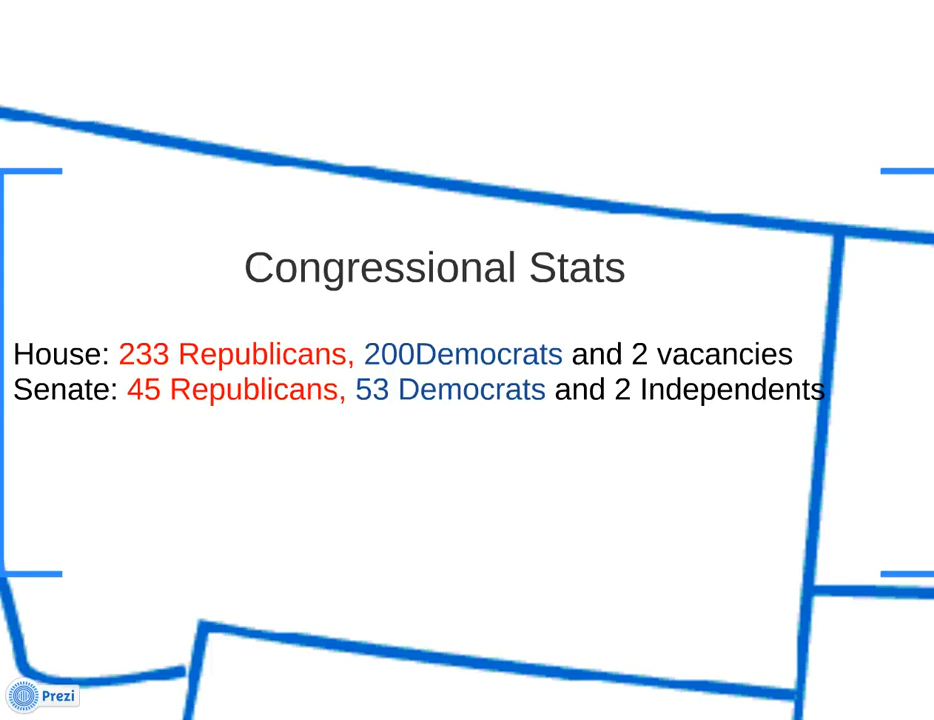 Congressional Stats
House: 233 Republicans, 200Democrats and 2 vacancies
Senate: 45 Republicans, 53 Democrats and 2 Independents
Prezi